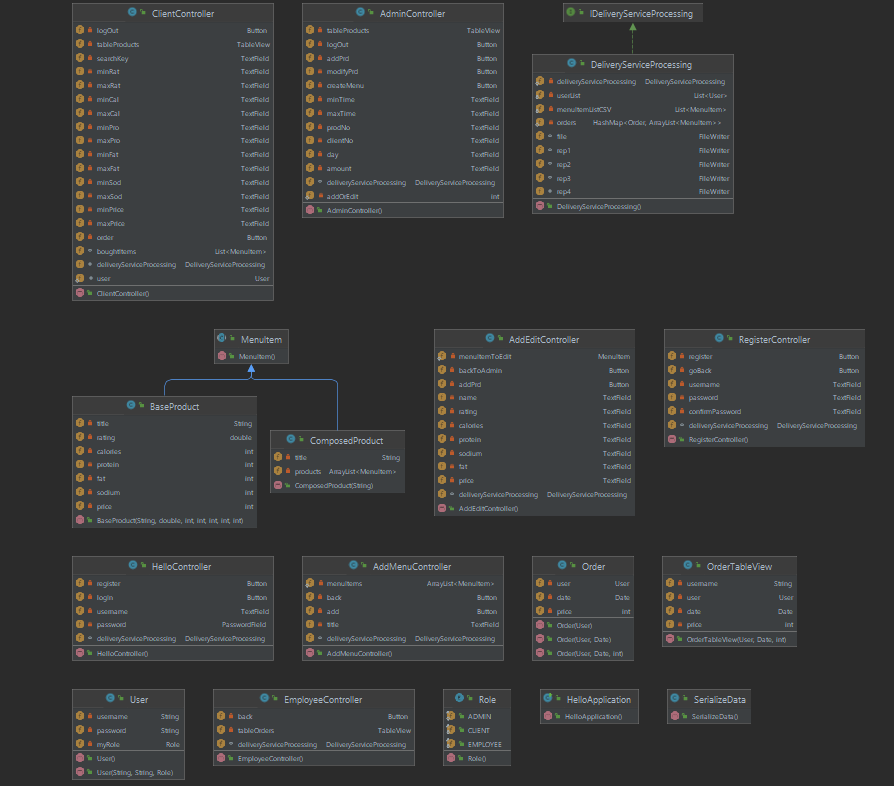 ClientController
logOut Button
tableProducts TableView
searchKey TextField
minRat TextField
maxRat TextField
minCal TextField
maxCal TextField
minPro TextField
maxPro TextField
minFat TextField
maxFat TextField
minSod TextField
maxSod TextField
minPrice TextField
maxPrice TextField
order Button
boughtItems List<MenuItem>
deliveryServiceProcessing DeliveryServiceProcessing
user User
ClientController()
AdminController
tableProducts TableView
logOut Button
addPrd Button
modifyPrd Button
createMenu Button
minTime TextField
maxTime TextField
prodNo TextField
clientNo TextField
day TextField
amount TextField
deliveryServiceProcessing DeliveryServiceProcessing
addOrEdit int
AdminController()
IDeliveryServiceProcessing
DeliveryServiceProcessing
deliveryServiceProcessing DeliveryServiceProcessing
userList List<User>
menuItemListCSV List<MenuItem>
orders HashMap<Order, ArrayList<MenuItem>>
file FileWriter
rep1 FileWriter
rep2 FileWriter
rep3 FileWriter
rep4 FileWriter
DeliveryServiceProcessing()
MenuItem
MenuItem()
BaseProduct
title String
rating double
calories int
protein int
fat int
sodium int
price int
BaseProduct(String, double, int, int, int, int, int)
ComposedProduct
title String
products ArrayList<MenuItem>
ComposedProduct(String)
AddEditController
menuItemToEdit MenuItem
backToAdmin Button
addPrd Button
name TextField
rating TextField
calories TextField
protein TextField
sodium TextField
fat TextField
price TextField
deliveryServiceProcessing DeliveryServiceProcessing
AddEditController()
RegisterController
register Button
goBack Button
username TextField
password TextField
confirmPassword TextField
deliveryServiceProcessing DeliveryServiceProcessing
RegisterController()
HelloController
register Button
login Button
username TextField
password PasswordField
deliveryServiceProcessing DeliveryServiceProcessing
HelloController()
AddMenuController
menuItems ArrayList<MenuItem>
back Button
add Button
title TextField
deliveryServiceProcessing DeliveryServiceProcessing
AddMenuController()
Order
user User
date Date
price int
Order(User)
Order(User, Date)
Order(User, Date, int)
OrderTableView
username String
user User
date Date
price int
OrderTableView(User, Date, int)
User
username String
password String
myRole Role
User()
User(String, String, Role)
EmployeeController
back Button
tableOrders TableView
deliveryServiceProcessing DeliveryServiceProcessing
EmployeeController()
Role
ADMIN
CLIENT
EMPLOYEE
Role()
HelloApplication
HelloApplication()
SerializeData
SerializeData()